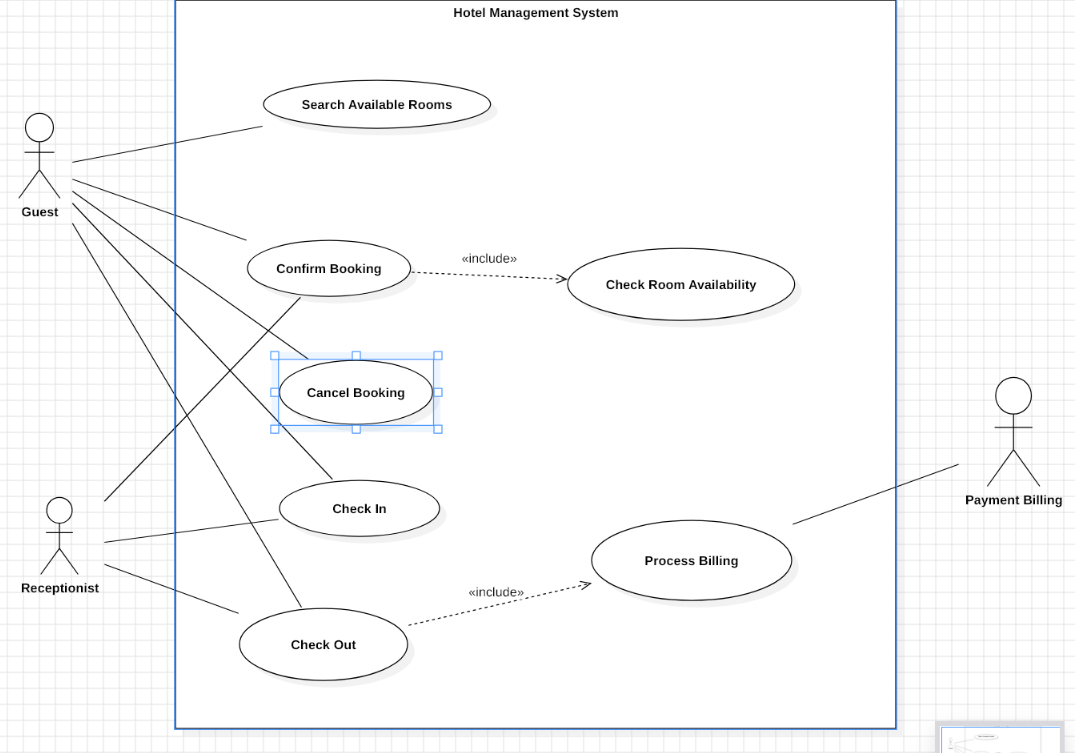 Hotel Management System
Search Available Rooms
Guest
Confirm Booking
«include»
Check Room Availability
Cancel Booking
Check In
Payment Billing
Receptionist
Process Billing
«include»
Check Out